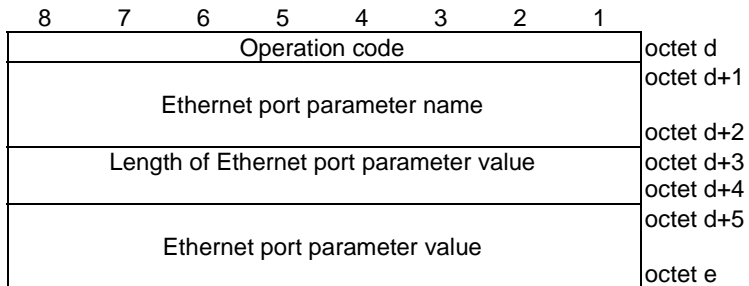 8 7 6 5 4 3 2 1
Operation code octet d
octet d+1
Ethernet port parameter name
octet d+2
Length of Ethernet port parameter value octet d+3
octet d+4
octet d+5
Ethernet port parameter value
octet e